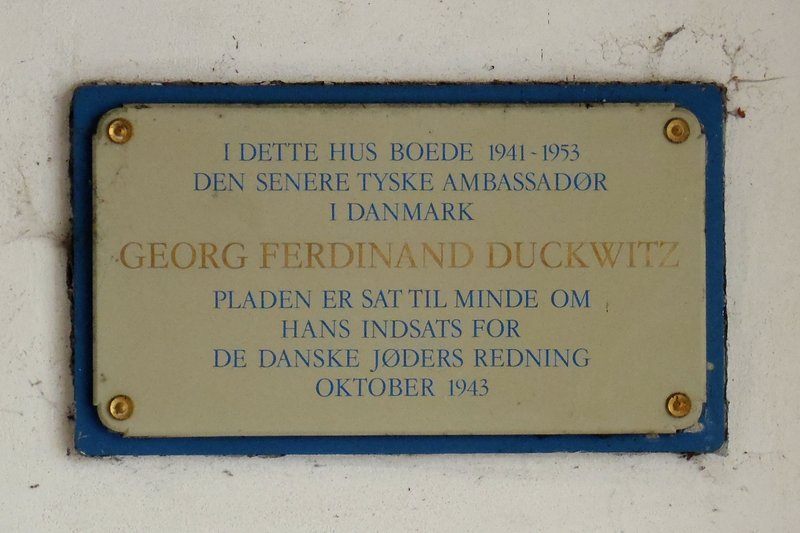 I DETTE HUS BOEDE 1941-1953
DEN SENERE TYSKE AMBASSADØR
I DANMARK
GEORG FERDINAND DUCKWITZ
PLADEN ER SAT TIL MINDE OM
HANS INDSATS FOR
DE DANSKE JØDERS REDNING
OKTOBER 1943